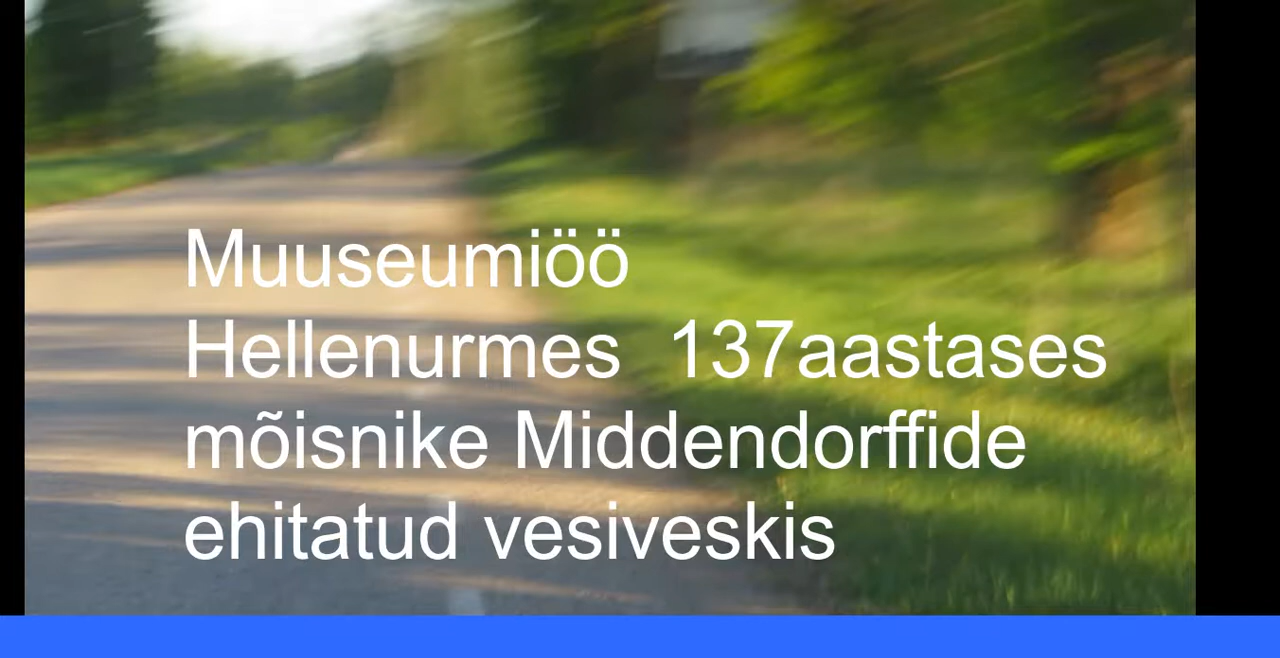 Muuseumiöö
Hellenurmes  137aastases
mõisnike Middendorffide
ehitatud vesiveskis